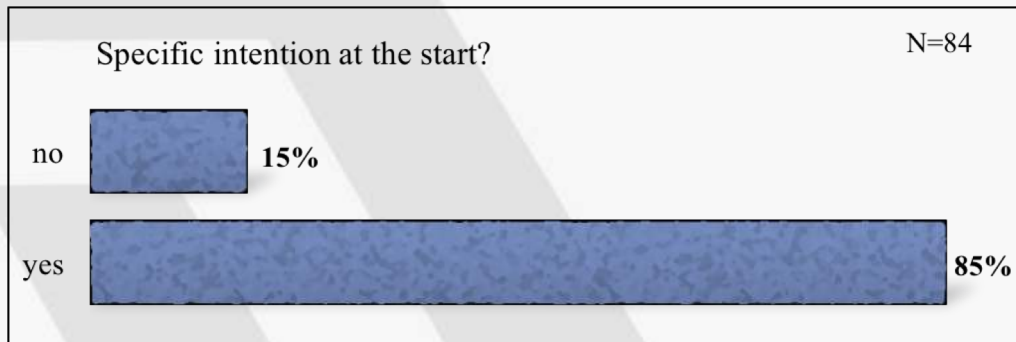 Specific intention at the start?
N=84
no
15%
yes
85%